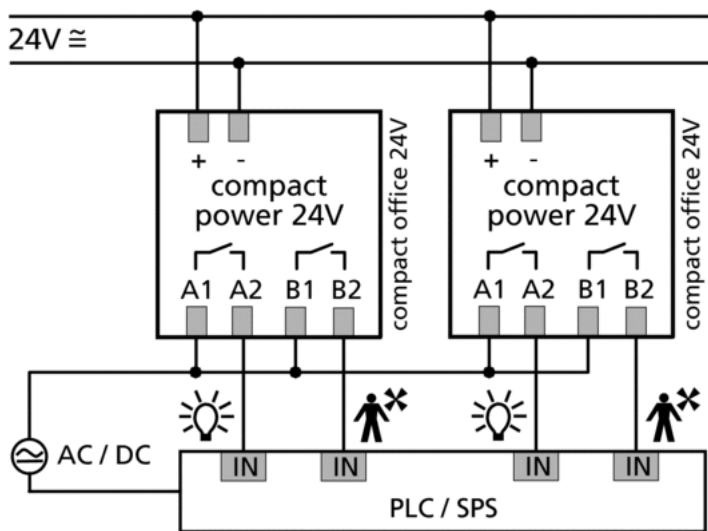 24V ≅
+ -
compact
power 24V
A1 A2 B1 B2
compact office 24V
+ -
compact
power 24V
A1 A2 B1 B2
compact office 24V
AC / DC
IN IN IN IN
PLC / SPS